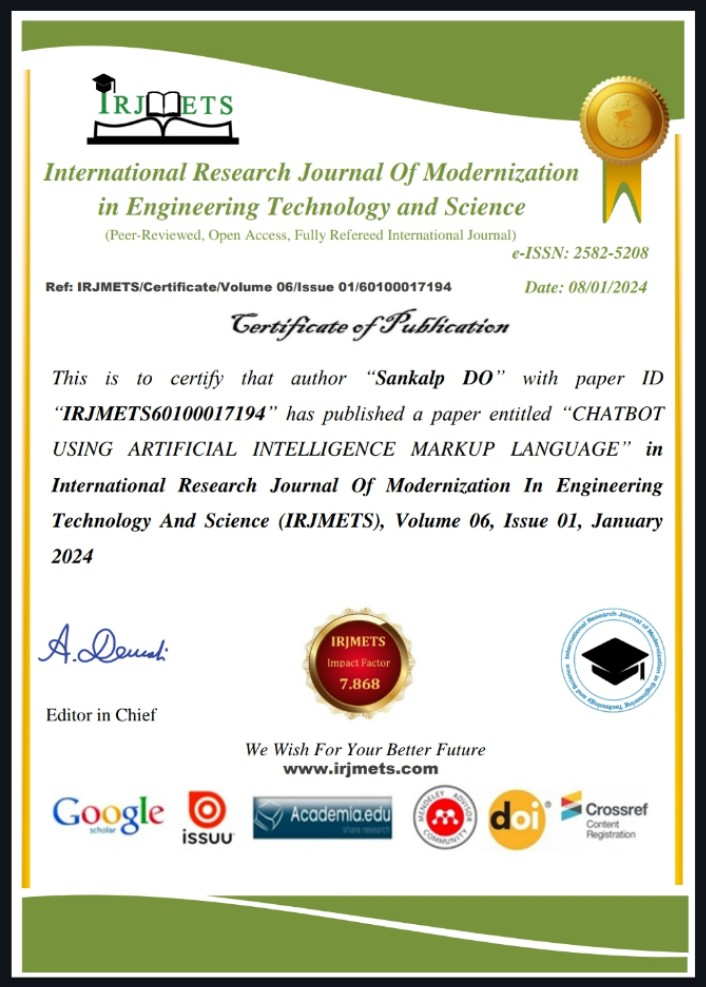 IRJMETS
International Research Journal Of Modernization
in Engineering Technology and Science
(Peer-Reviewed, Open Access, Fully Refereed International Journal)
e-ISSN: 2582-5208
Ref: IRJMETS/Certificate/Volume 06/Issue 01/60100017194
Date: 08/01/2024
Certificate of Publication
This is to certify that author “Sankalp DO” with paper ID
“IRJMETS60100017194” has published a paper entitled “CHATBOT
USING ARTIFICIAL INTELLIGENCE MARKUP LANGUAGE” in
International Research Journal Of Modernization In Engineering
Technology And Science (IRJMETS), Volume 06, Issue 01, January
2024
A. Denushi
IRJMETS
Impact Factor
7.868
International Research Journal of Modernization in Engineering Technology and Science
Editor in Chief
We Wish For Your Better Future
www.irjmets.com
Google
scholar
issuu
Academia.edu
share research
MENDELEY ADVISOR
COMMUNITY
doi®
Crossref
Content
Registration